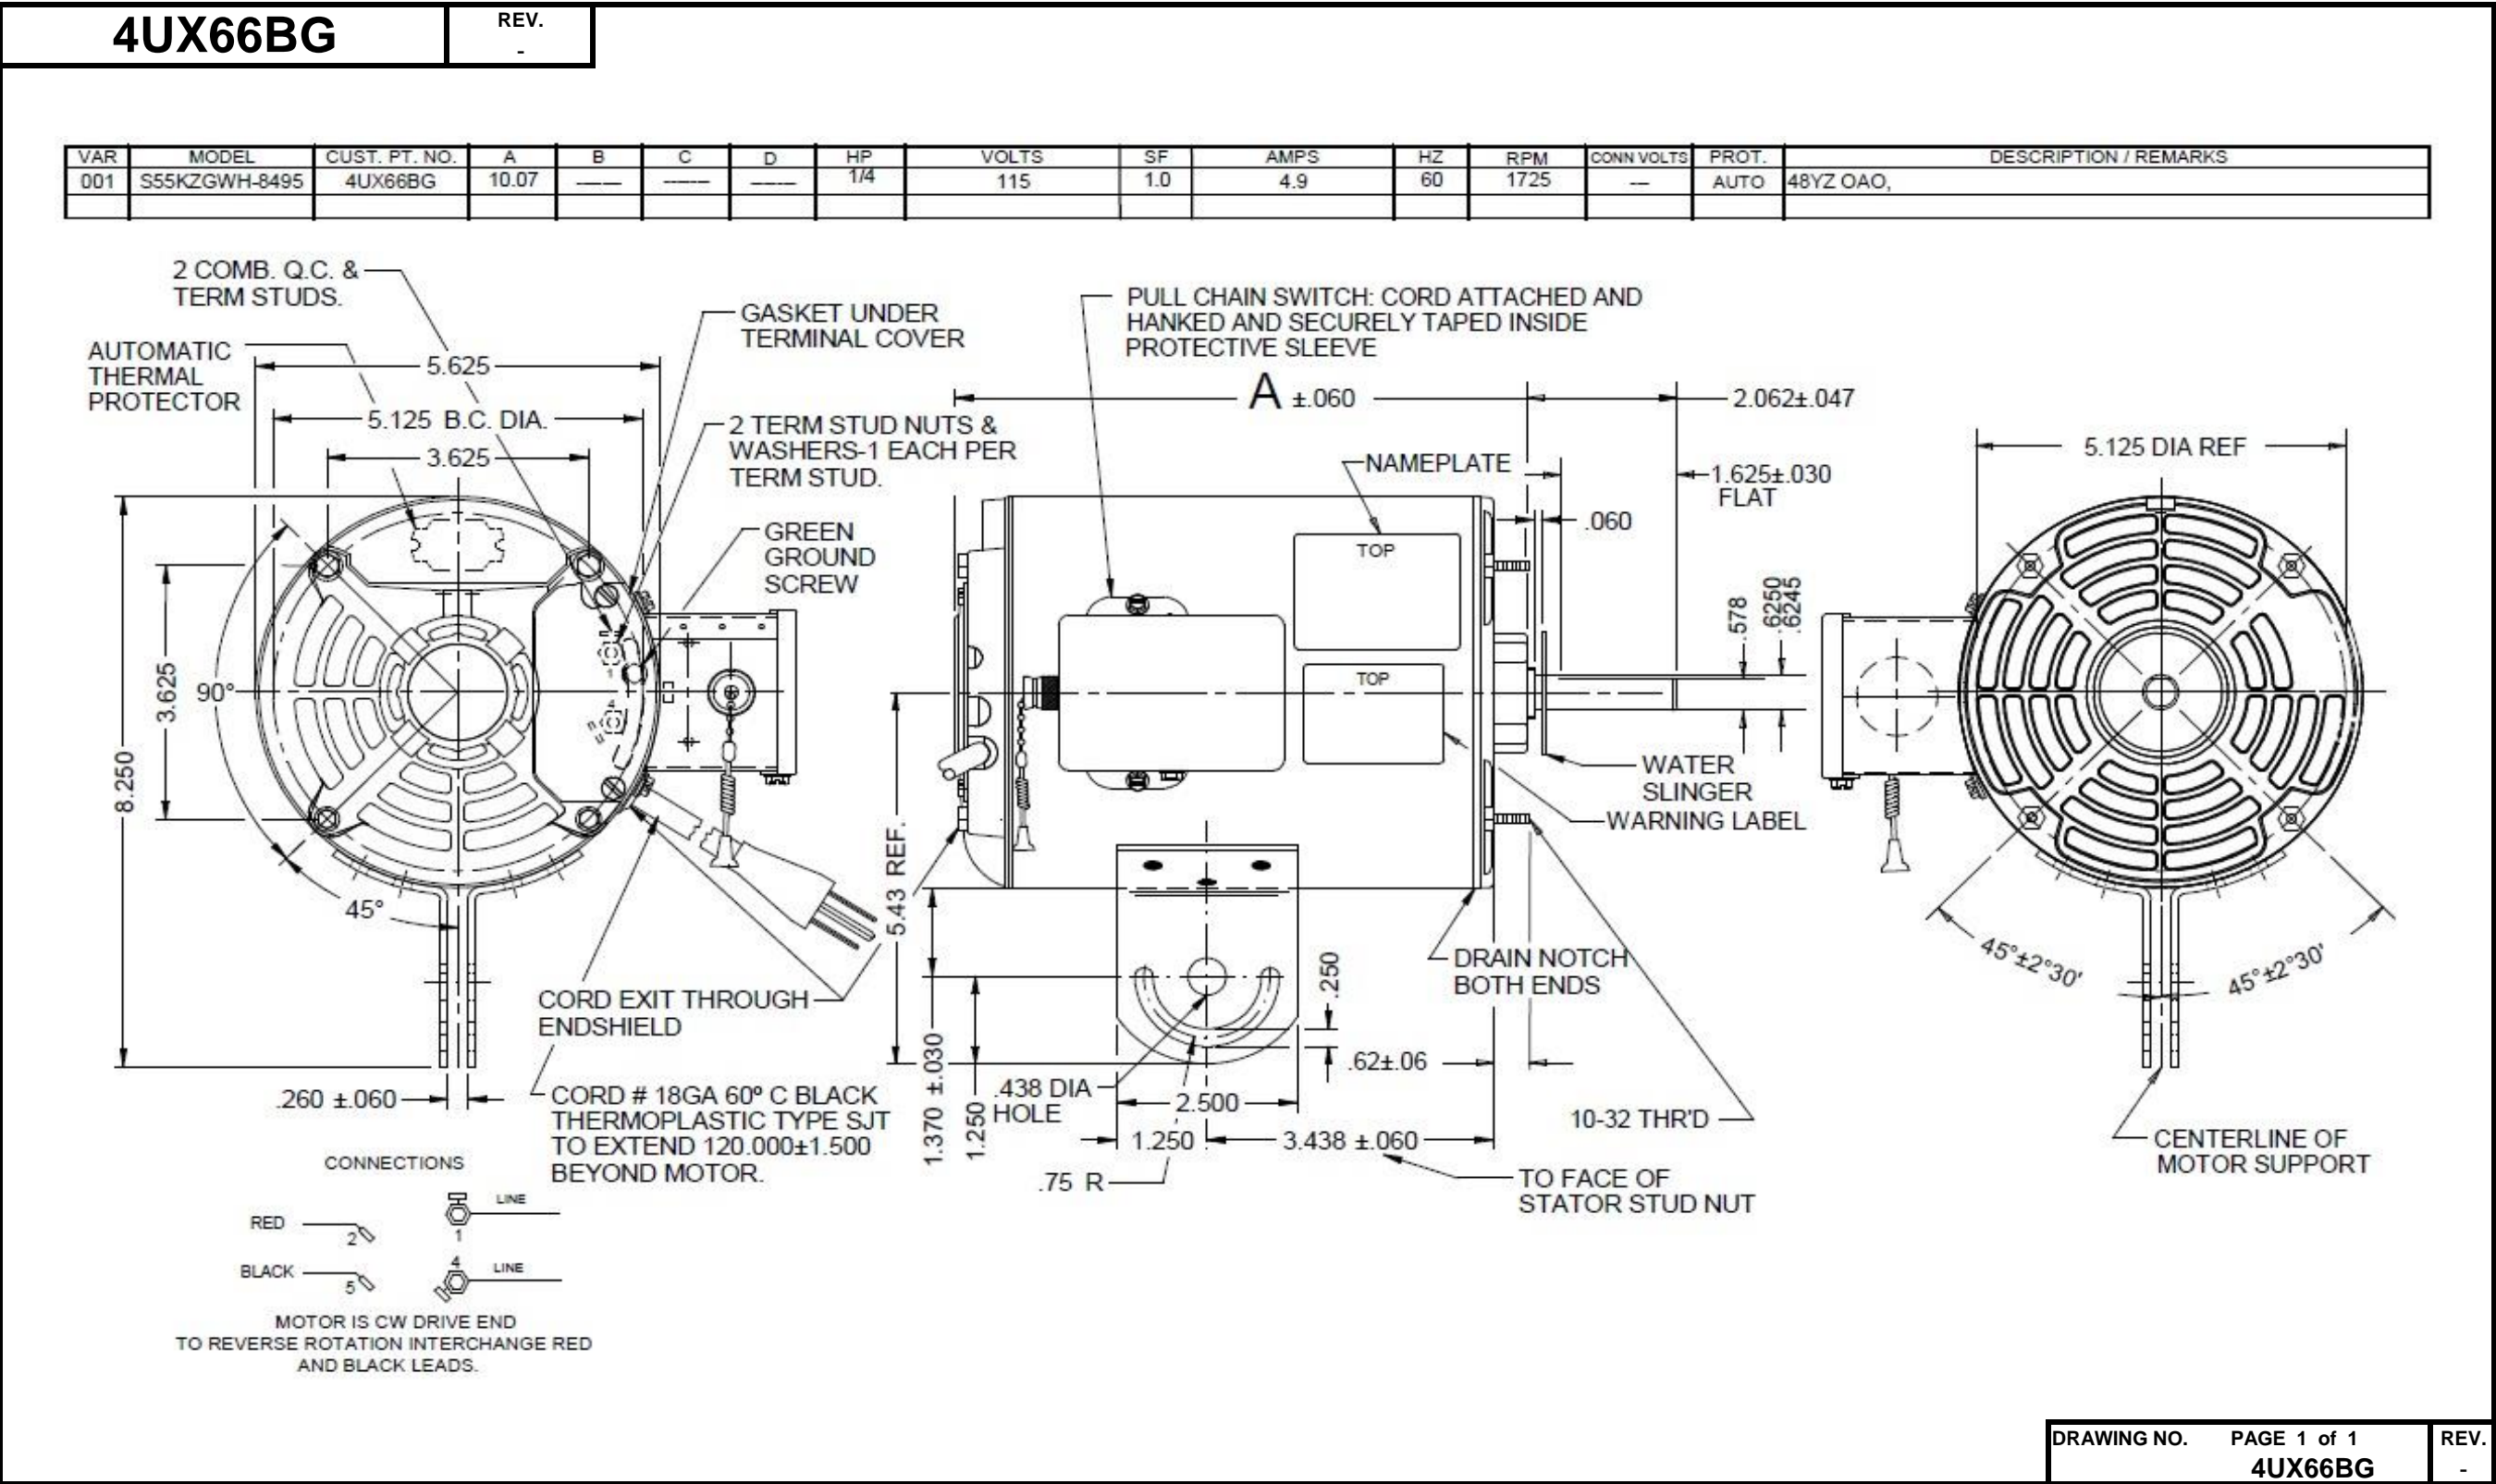 4UX66BG
REV.
-
VAR MODEL CUST. PT. NO. A B C D HP VOLTS SF AMPS HZ RPM CONN VOLTS PROT. DESCRIPTION / REMARKS
001 S55KZGWH-8495 4UX66BG 10.07 --- --- --- 1/4 115 1.0 4.9 60 1725 --- AUTO 48YZ OAO,
2 COMB. Q.C. &
TERM STUDS.
AUTOMATIC
THERMAL
PROTECTOR
5.625
5.125 B.C. DIA.
3.625
GASKET UNDER
TERMINAL COVER
2 TERM STUD NUTS &
WASHERS-1 EACH PER
TERM STUD.
GREEN
GROUND
SCREW
8.250
3.625
90°
45°
1
4
.260 ±.060
CORD EXIT THROUGH
ENDSHIELD
CORD # 18GA 60º C BLACK
THERMOPLASTIC TYPE SJT
TO EXTEND 120.000±1.500
BEYOND MOTOR.
PULL CHAIN SWITCH: CORD ATTACHED AND
HANKED AND SECURELY TAPED INSIDE
PROTECTIVE SLEEVE
A ±.060
2.062±.047
NAMEPLATE
1.625±.030
FLAT
.060
TOP
TOP
.578
.6250
.6245
WATER
SLINGER
WARNING LABEL
5.43 REF.
DRAIN NOTCH
BOTH ENDS
.250
.62±.06
1.370 ±.030
1.250
.438 DIA
HOLE
2.500
1.250
3.438 ±.060
.75 R
10-32 THR'D
TO FACE OF
STATOR STUD NUT
5.125 DIA REF
45°±2°30'
45°±2°30'
CENTERLINE OF
MOTOR SUPPORT
CONNECTIONS
RED
2
LINE
1
BLACK
5
4
LINE
MOTOR IS CW DRIVE END
TO REVERSE ROTATION INTERCHANGE RED
AND BLACK LEADS.
DRAWING NO. PAGE 1 of 1 REV.
4UX66BG -